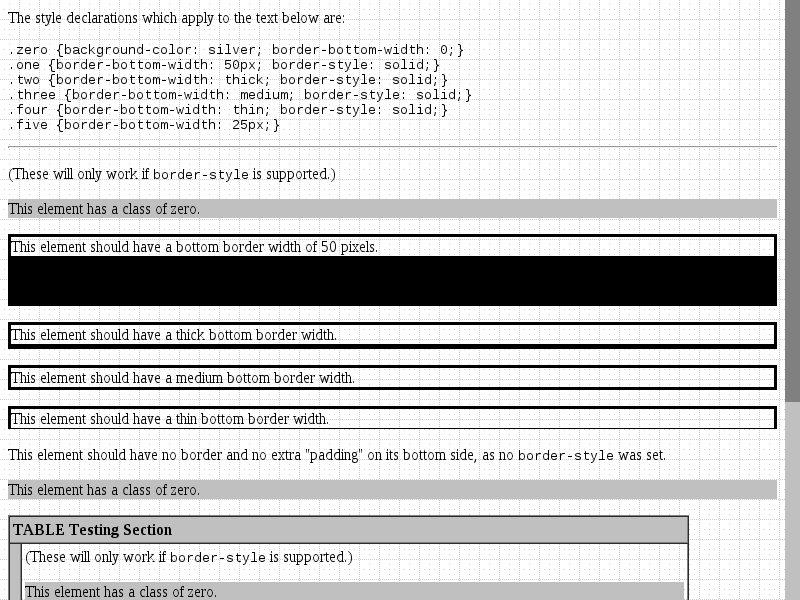 The style declarations which apply to the text below are:
.zero {background-color: silver; border-bottom-width: 0;}
.one {border-bottom-width: 50px; border-style: solid;}
.two {border-bottom-width: thick; border-style: solid;}
.three {border-bottom-width: medium; border-style: solid;}
.four {border-bottom-width: thin; border-style: solid;}
.five {border-bottom-width: 25px;}
(These will only work if border-style is supported.)
This element has a class of zero.
This element should have a bottom border width of 50 pixels.
This element should have a thick bottom border width.
This element should have a medium bottom border width.
This element should have a thin bottom border width.
This element should have no border and no extra "padding" on its bottom side, as no border-style was set.
This element has a class of zero.
TABLE Testing Section
(These will only work if border-style is supported.)
This element has a class of zero.